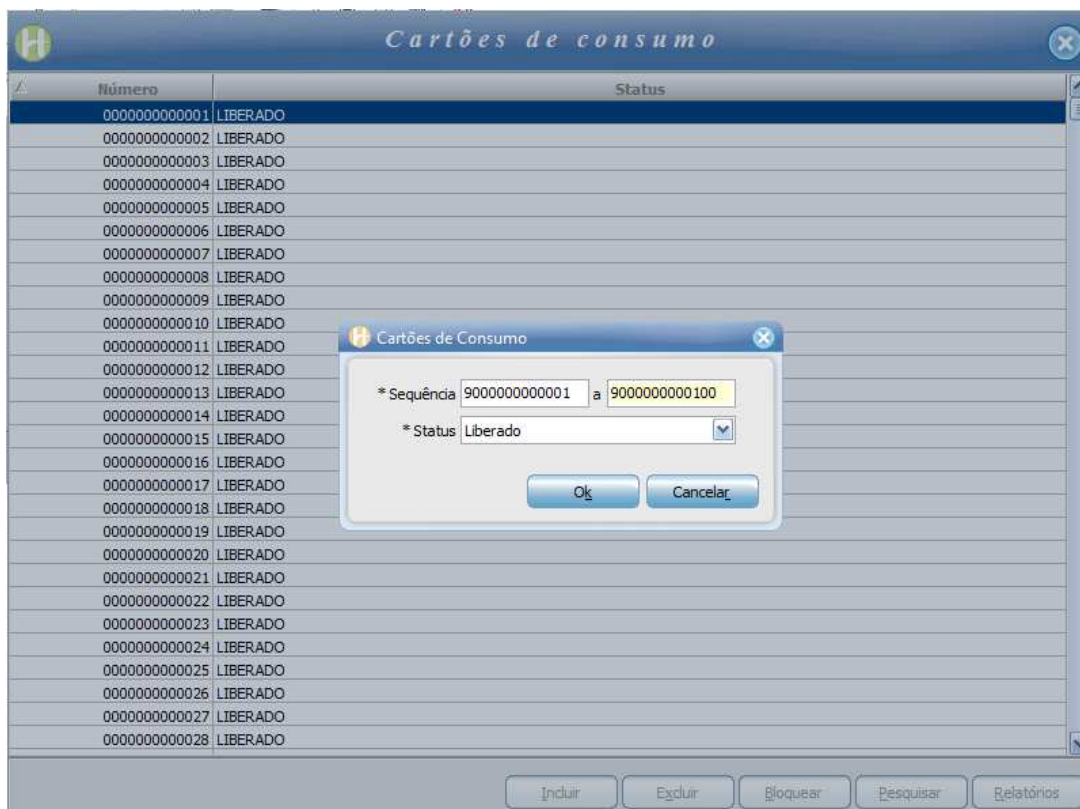 Cartões de consumo
Número Status
0000000000001 LIBERADO
0000000000002 LIBERADO
0000000000003 LIBERADO
0000000000004 LIBERADO
0000000000005 LIBERADO
0000000000006 LIBERADO
0000000000007 LIBERADO
0000000000008 LIBERADO
0000000000009 LIBERADO
0000000000010 LIBERADO
0000000000011 LIBERADO
0000000000012 LIBERADO
0000000000013 LIBERADO
0000000000014 LIBERADO
0000000000015 LIBERADO
0000000000016 LIBERADO
0000000000017 LIBERADO
0000000000018 LIBERADO
0000000000019 LIBERADO
0000000000020 LIBERADO
0000000000021 LIBERADO
0000000000022 LIBERADO
0000000000023 LIBERADO
0000000000024 LIBERADO
0000000000025 LIBERADO
0000000000026 LIBERADO
0000000000027 LIBERADO
0000000000028 LIBERADO
Cartões de Consumo
* Sequência 9000000000001 a 9000000000100
* Status Liberado
Ok Cancelar
Incluir Excluir Bloquear Pesquisar Relatórios